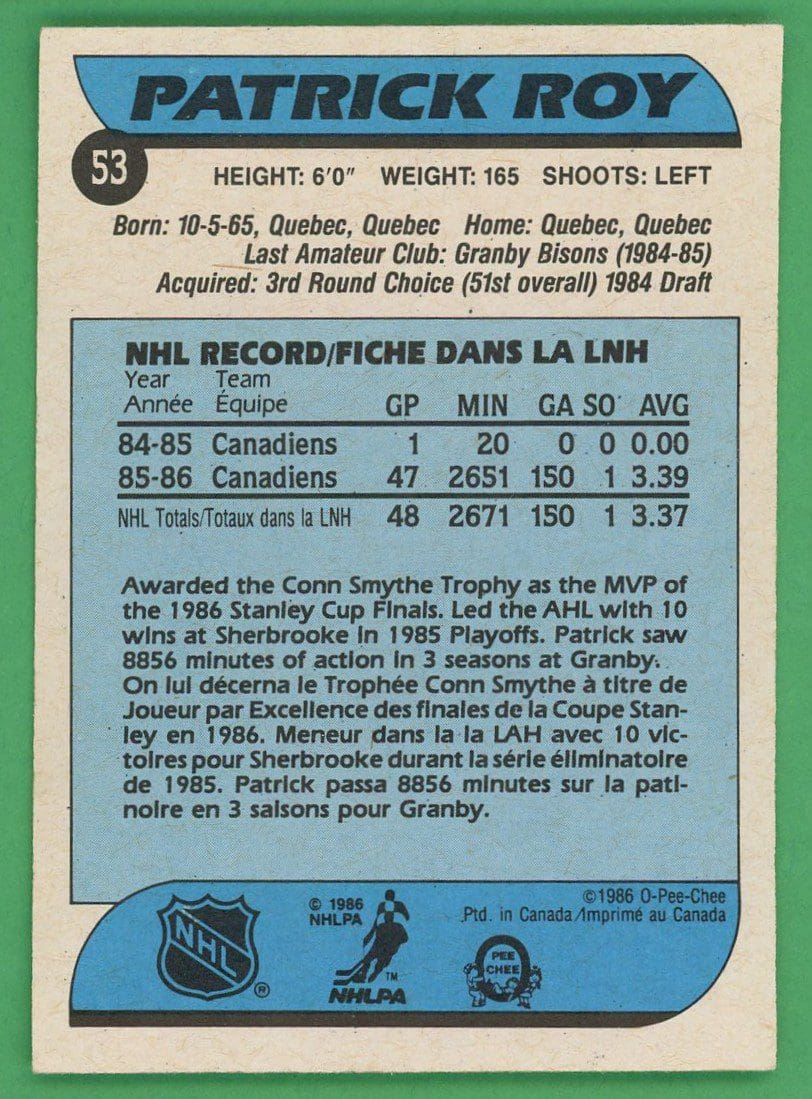 PATRICK ROY
53
HEIGHT: 6'0" WEIGHT: 165 SHOOTS: LEFT
Born: 10-5-65, Quebec, Quebec Home: Quebec, Quebec
Last Amateur Club: Granby Bisons (1984-85)
Acquired: 3rd Round Choice (51st overall) 1984 Draft
NHL RECORD/FICHE DANS LA LNH
Year Team
Année Équipe GP MIN GA SO AVG
84-85 Canadiens 1 20 0 0 0.00
85-86 Canadiens 47 2651 150 1 3.39
NHL Totals/Totaux dans la LNH 48 2671 150 1 3.37
Awarded the Conn Smythe Trophy as the MVP of
the 1986 Stanley Cup Finals. Led the AHL with 10
wins at Sherbrooke in 1985 Playoffs. Patrick saw
8856 minutes of action in 3 seasons at Granby.
On lui décerna le Trophée Conn Smythe à titre de
Joueur par Excellence des finales de la Coupe Stan-
ley en 1986. Meneur dans la la LAH avec 10 vic-
toires pour Sherbrooke durant la série éliminatoire
de 1985. Patrick passa 8856 minutes sur la pati-
noire en 3 saisons pour Granby.
NHL
®
© 1986
NHLPA
TM
NHLPA
©1986 O-Pee-Chee
Ptd. in Canada/Imprimé au Canada
PEE
CHEE